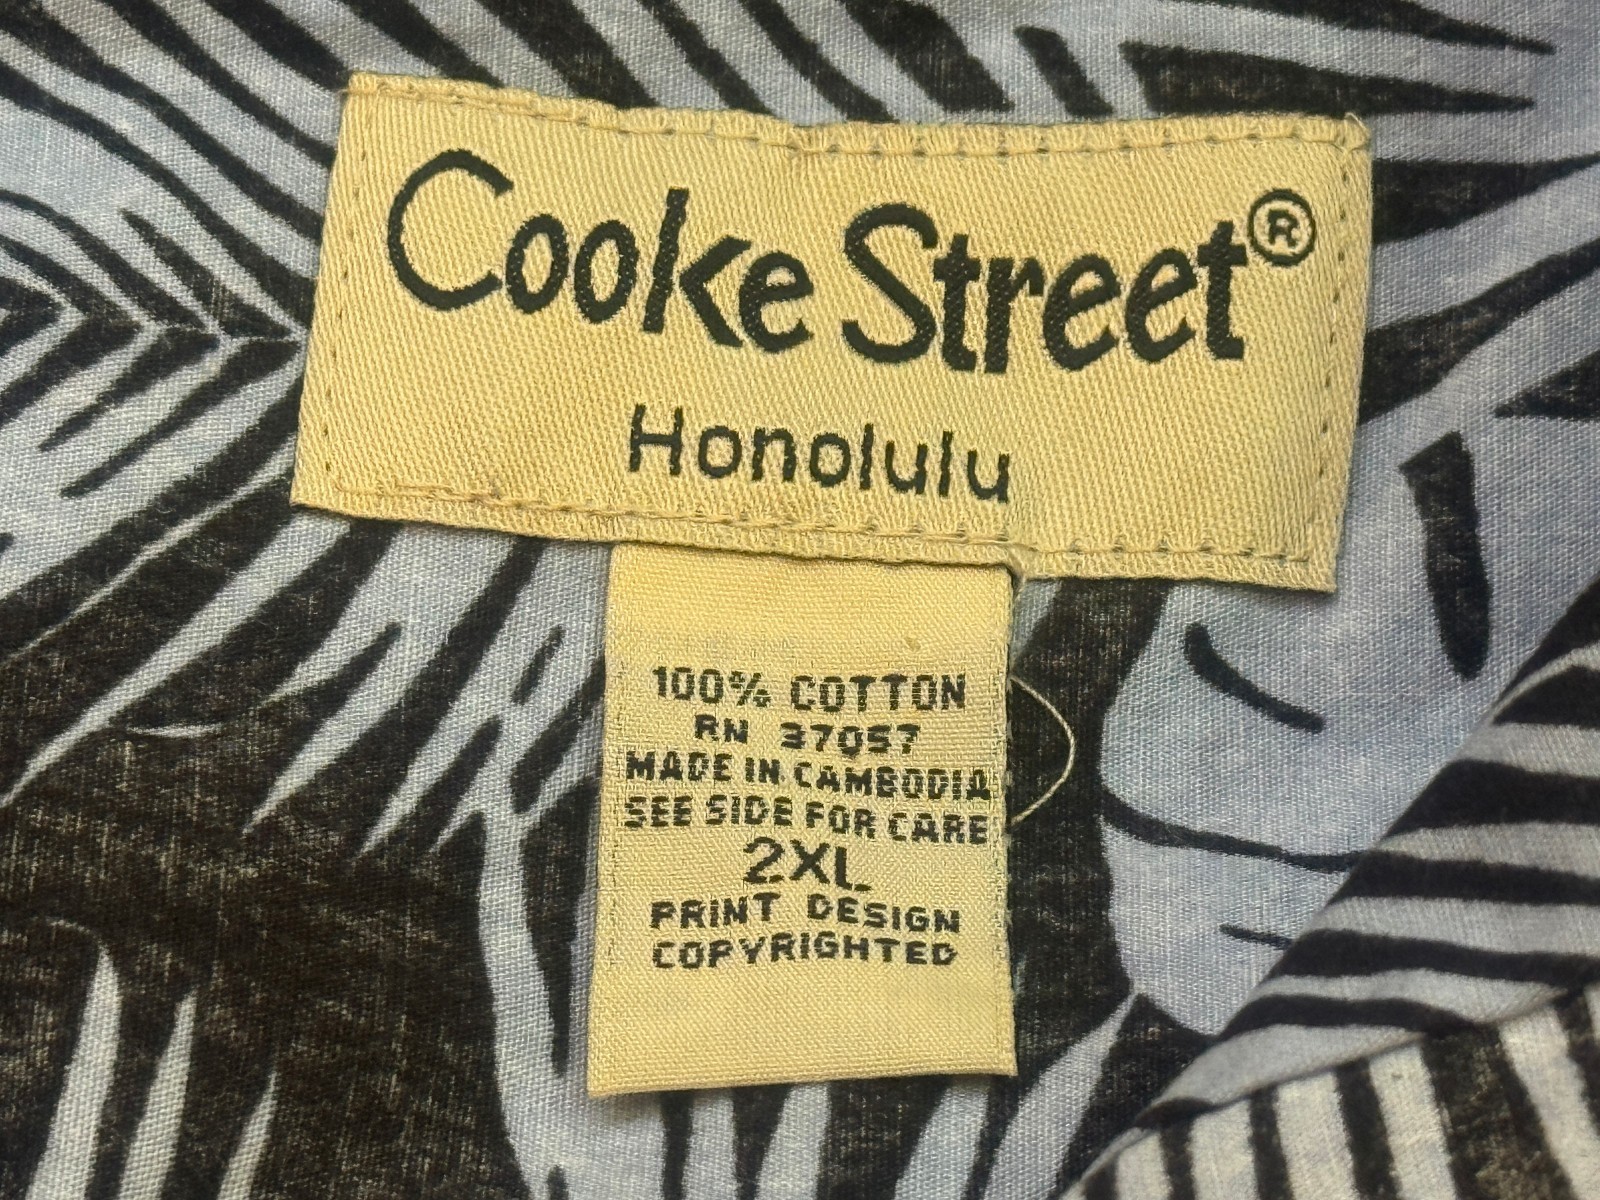 Cooke Street®
Honolulu
100% COTTON
RN 37057
MADE IN CAMBODIA
SEE SIDE FOR CARE
2XL
PRINT DESIGN
COPYRIGHTED